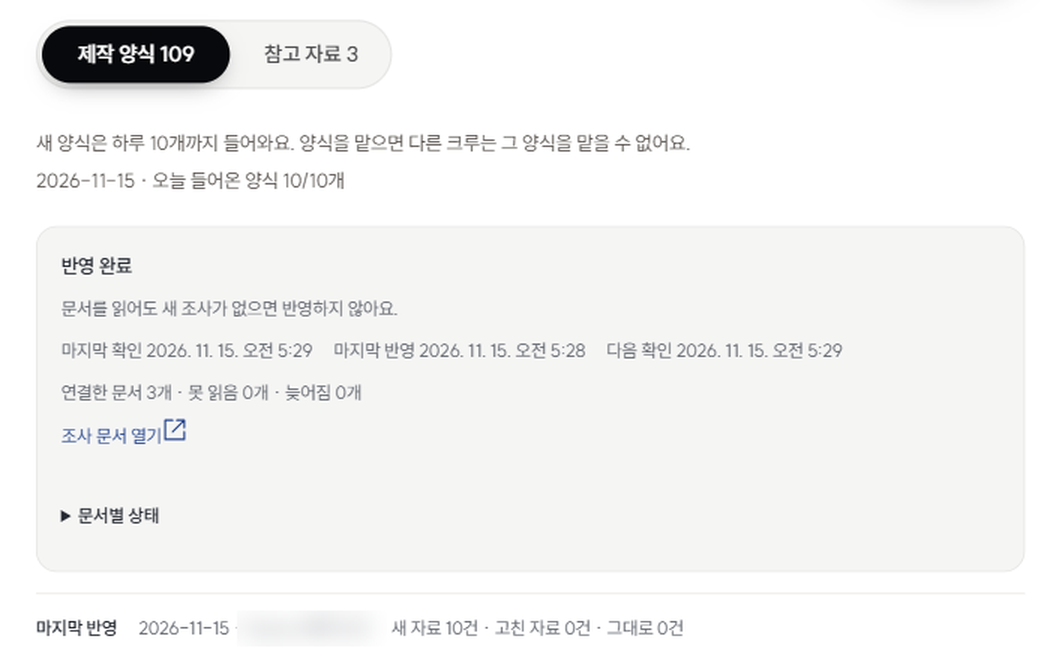 제작 양식 109 참고 자료 3
새 양식은 하루 10개까지 들어와요. 양식을 맡으면 다른 크루는 그 양식을 맡을 수 없어요.
2026-11-15 · 오늘 들어온 양식 10/10개
반영 완료
문서를 읽어도 새 조사가 없으면 반영하지 않아요.
마지막 확인 2026. 11. 15. 오전 5:29 마지막 반영 2026. 11. 15. 오전 5:28 다음 확인 2026. 11. 15. 오전 5:29
연결한 문서 3개 · 못 읽음 0개 · 늦어짐 0개
조사 문서 열기
▶ 문서별 상태
마지막 반영 2026-11-15 · 새 자료 10건 · 고친 자료 0건 · 그대로 0건